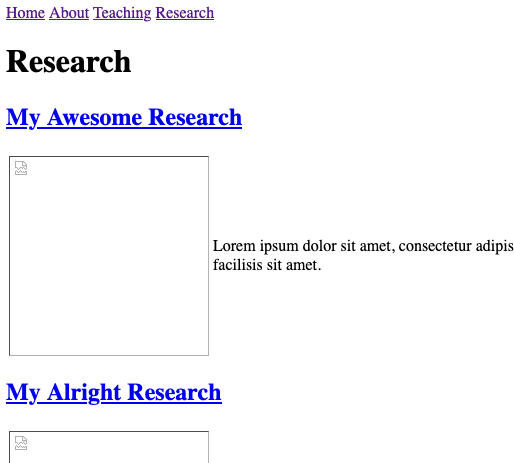 Home About Teaching Research
Research
My Awesome Research
Lorem ipsum dolor sit amet, consectetur adipis
facilisis sit amet.
My Alright Research